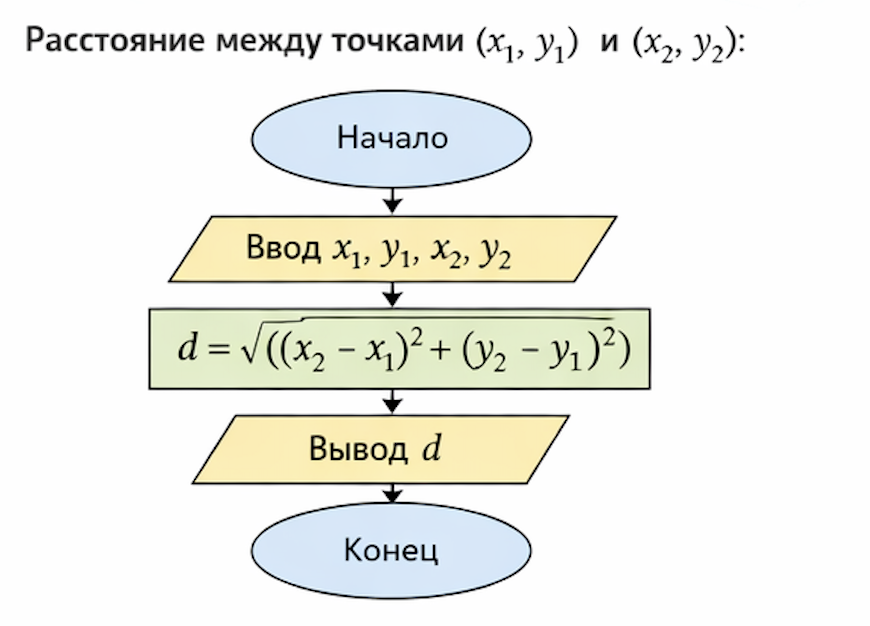 Расстояние между точками (x₁, y₁) и (x₂, y₂):
Начало
Ввод x₁, y₁, x₂, y₂
d = √((x₂ − x₁)² + (y₂ − y₁)²)
Вывод d
Конец